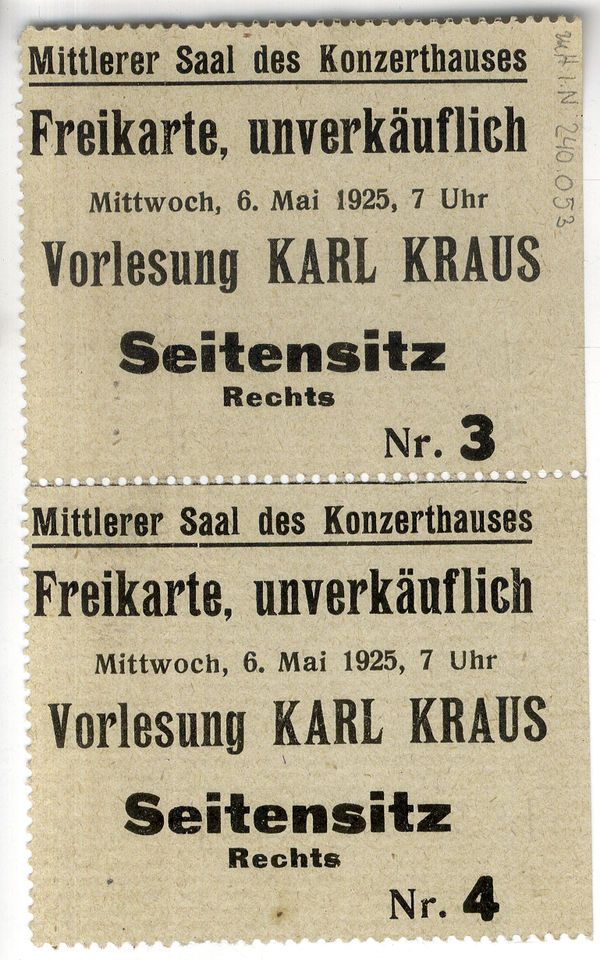 Mittlerer Saal des Konzerthauses
Freikarte, unverkäuflich
Mittwoch, 6. Mai 1925, 7 Uhr
Vorlesung KARL KRAUS
Seitensitz
Rechts
Nr. 3
Mittlerer Saal des Konzerthauses
Freikarte, unverkäuflich
Mittwoch, 6. Mai 1925, 7 Uhr
Vorlesung KARL KRAUS
Seitensitz
Rechts
Nr. 4
240.053